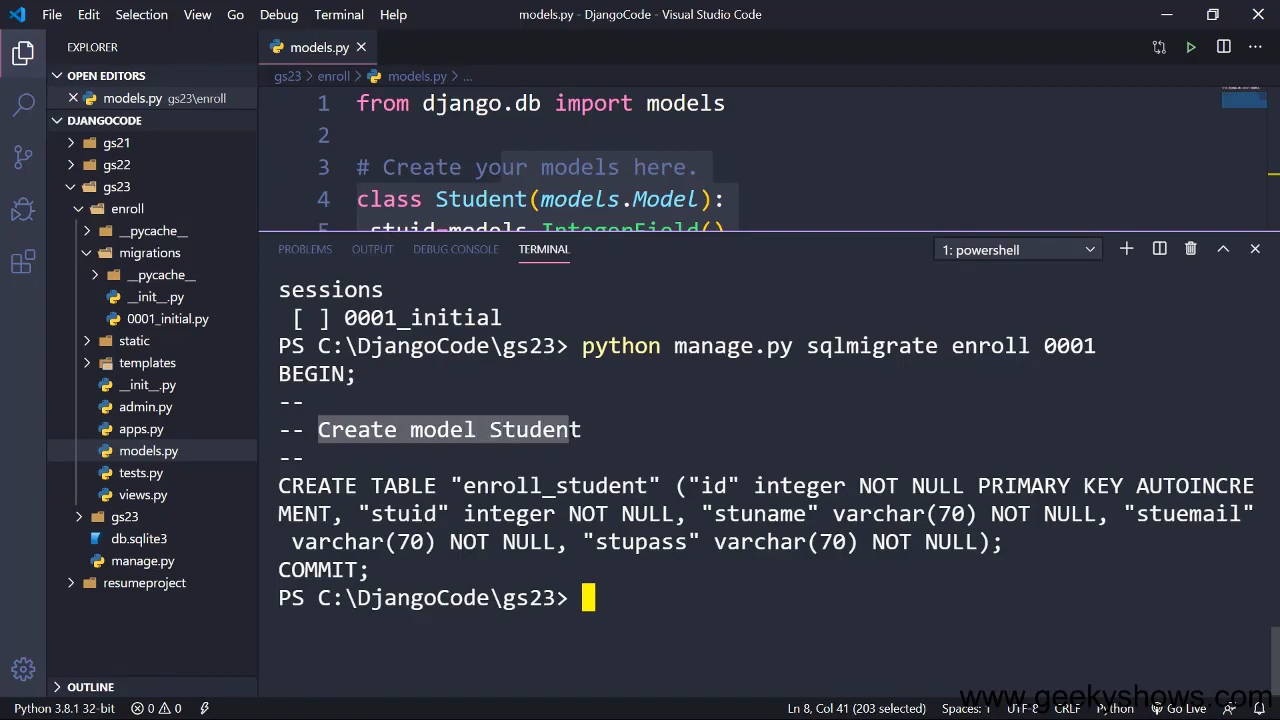 File Edit Selection View Go Debug Terminal Help models.py - DjangoCode - Visual Studio Code
EXPLORER
OPEN EDITORS
models.py gs23\enroll
DJANGOCODE
gs21
gs22
gs23
enroll
__pycache__
migrations
__pycache__
__init__.py
0001_initial.py
static
templates
__init__.py
admin.py
apps.py
models.py
tests.py
views.py
gs23
db.sqlite3
manage.py
resumeproject
OUTLINE
models.py
gs23 > enroll > models.py > ...
1 from django.db import models
2
3 # Create your models here.
4 class Student(models.Model):
5 stuid=models.IntegerField()
PROBLEMS OUTPUT DEBUG CONSOLE TERMINAL 1: powershell
sessions
[ ] 0001_initial
PS C:\DjangoCode\gs23> python manage.py sqlmigrate enroll 0001
BEGIN;
--
-- Create model Student
--
CREATE TABLE "enroll_student" ("id" integer NOT NULL PRIMARY KEY AUTOINCRE
MENT, "stuid" integer NOT NULL, "stuname" varchar(70) NOT NULL, "stuemail"
varchar(70) NOT NULL, "stupass" varchar(70) NOT NULL);
COMMIT;
PS C:\DjangoCode\gs23>
www.geekyshows.com
Python 3.8.1 32-bit 0 0 Ln 8, Col 41 (203 selected) Spaces: 1 UTF-8 CRLF Python Go Live